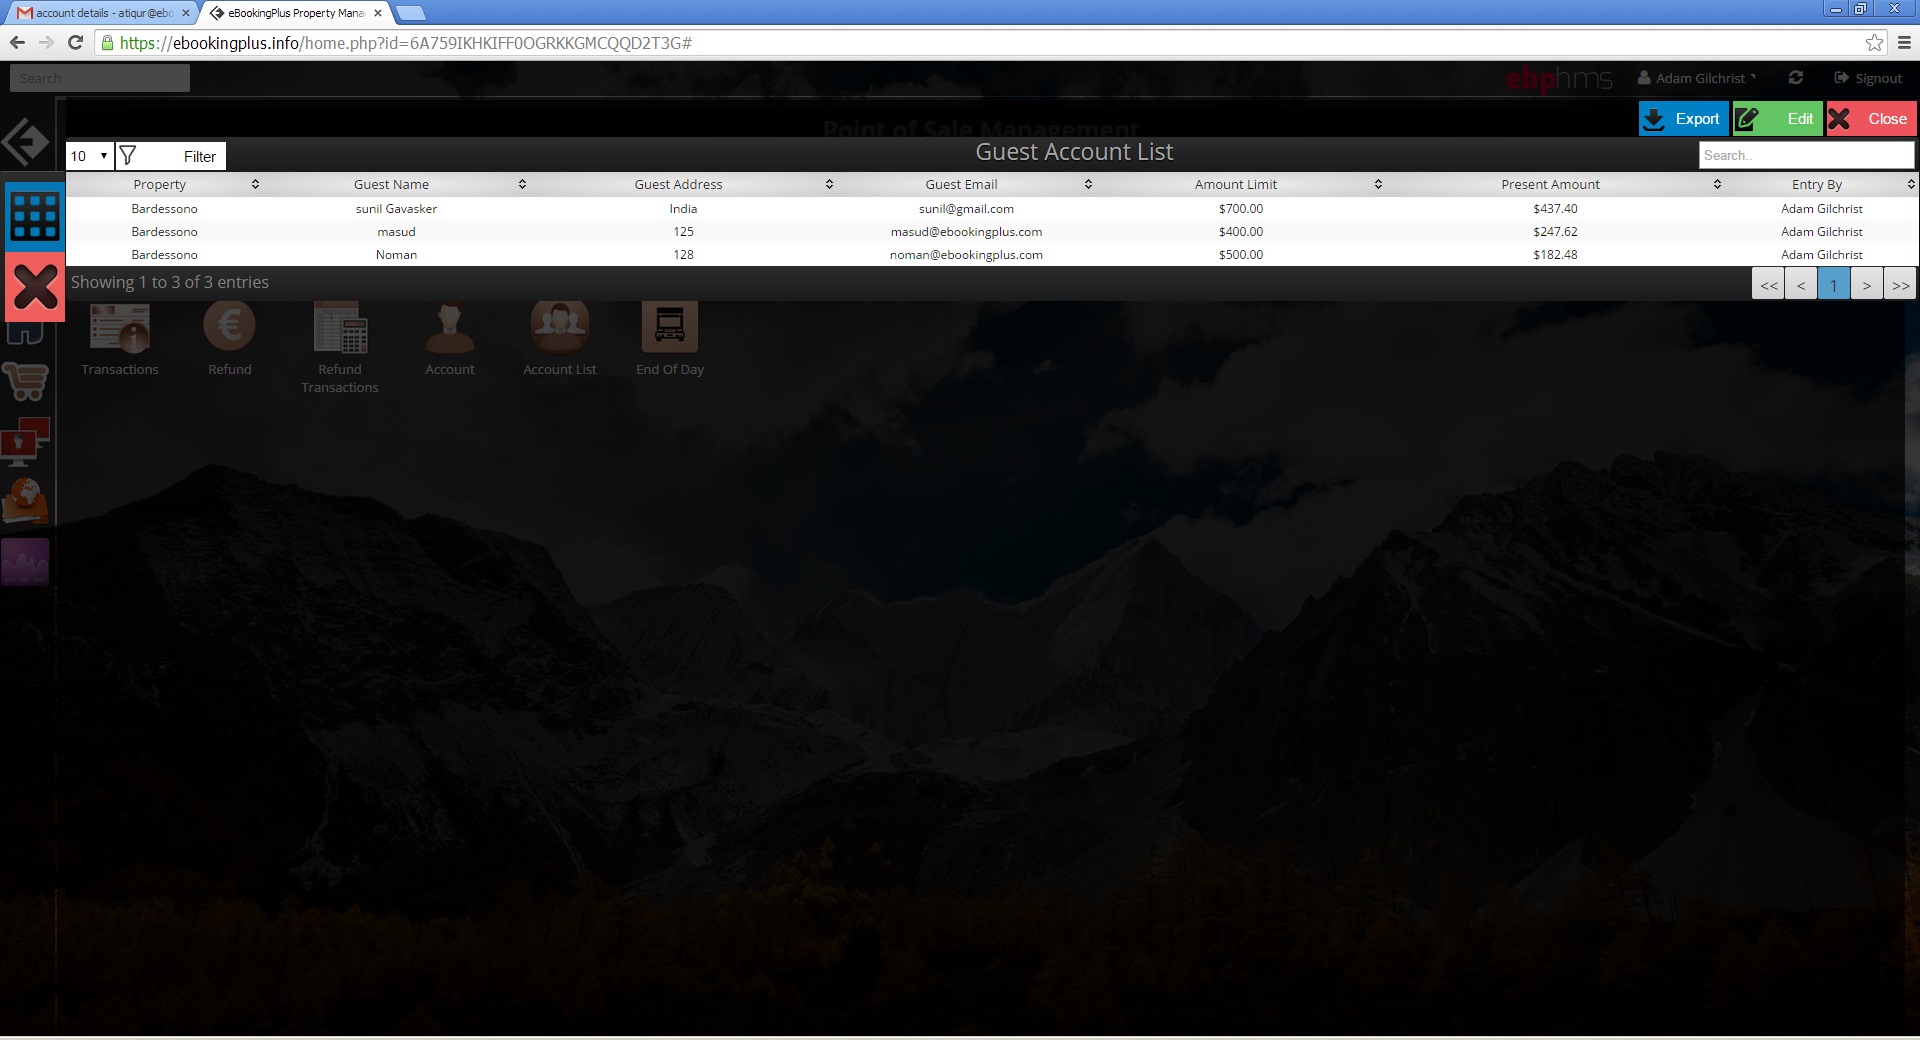 account details - atiqur@ebo
eBookingPlus Property Mana
https://ebookingplus.info/home.php?id=6A759IKHKIFF0OGRKKGMCQQD2T3G#
Search
ebphms
Adam Gilchrist
Signout
Point of Sale Management
Export Edit Close
10 Filter
Guest Account List
Search..
Property Guest Name Guest Address Guest Email Amount Limit Present Amount Entry By
Bardessono sunil Gavasker India sunil@gmail.com $700.00 $437.40 Adam Gilchrist
Bardessono masud 125 masud@ebookingplus.com $400.00 $247.62 Adam Gilchrist
Bardessono Noman 128 noman@ebookingplus.com $500.00 $182.48 Adam Gilchrist
Showing 1 to 3 of 3 entries
<< < 1 > >>
Transactions Refund Refund Account Account List End Of Day
Transactions